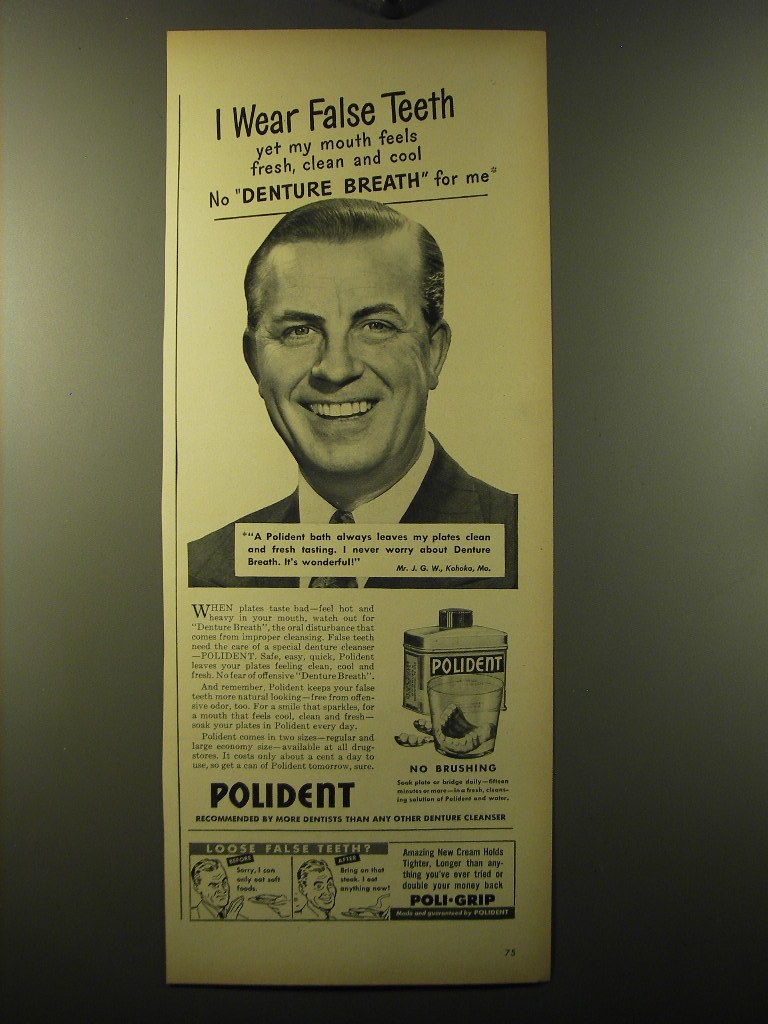 I Wear False Teeth
yet my mouth feels
fresh, clean and cool
No "DENTURE BREATH" for me*
*"A Polident bath always leaves my plates clean
and fresh tasting. I never worry about Denture
Breath. It's wonderful!"
Mr. J. G. W., Kahoka, Mo.
WHEN plates taste bad—feel hot and
heavy in your mouth, watch out for
"Denture Breath", the oral disturbance that
comes from improper cleansing. False teeth
need the care of a special denture cleanser
—POLIDENT. Safe, easy, quick, Polident
leaves your plates feeling clean, cool and
fresh. No fear of offensive "Denture Breath".
And remember, Polident keeps your false
teeth more natural looking—free from offen-
sive odor, too. For a smile that sparkles, for
a mouth that feels cool, clean and fresh—
soak your plates in Polident every day.
Polident comes in two sizes—regular and
large economy size—available at all drug-
stores. It costs only about a cent a day to
use, so get a can of Polident tomorrow, sure.
POLIDENT
NO BRUSHING
Soak plate or bridge daily—fifteen
minutes or more—in a fresh, cleans-
ing solution of Polident and water.
POLIDENT
RECOMMENDED BY MORE DENTISTS THAN ANY OTHER DENTURE CLEANSER
LOOSE FALSE TEETH?
BEFORE
Sorry, I can
only eat soft
foods.
AFTER
Bring on that
steak. I eat
anything now!
Amazing New Cream Holds
Tighter, Longer than any-
thing you've ever tried or
double your money back
POLI-GRIP
Made and guaranteed by POLIDENT
75